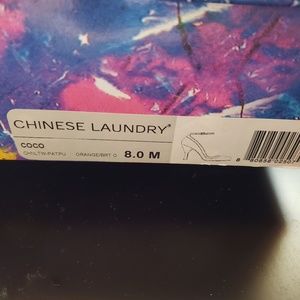 CHINESE LAUNDRY®
COCO
ORANGE/BRT O 8.0 M